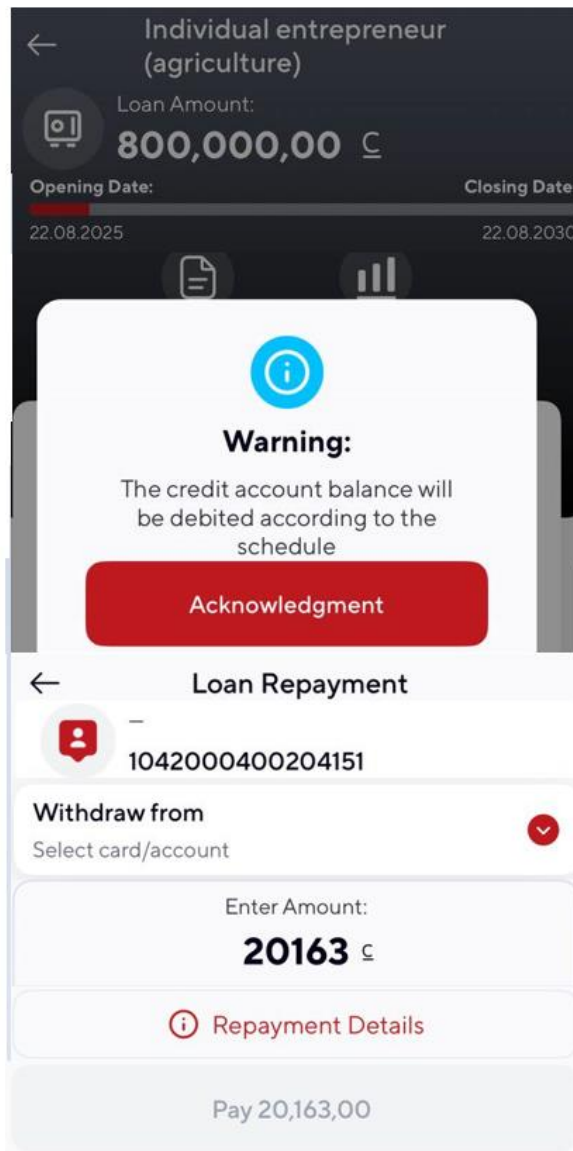 Individual entrepreneur
(agriculture)
Loan Amount:
800,000,00 C
Opening Date:
Closing Date
22.08.2025
22.08.2030
Warning:
The credit account balance will
be debited according to the
schedule
Acknowledgment
Loan Repayment
–
1042000400204151
Withdraw from
Select card/account
Enter Amount:
20163 C
Repayment Details
Pay 20,163,00